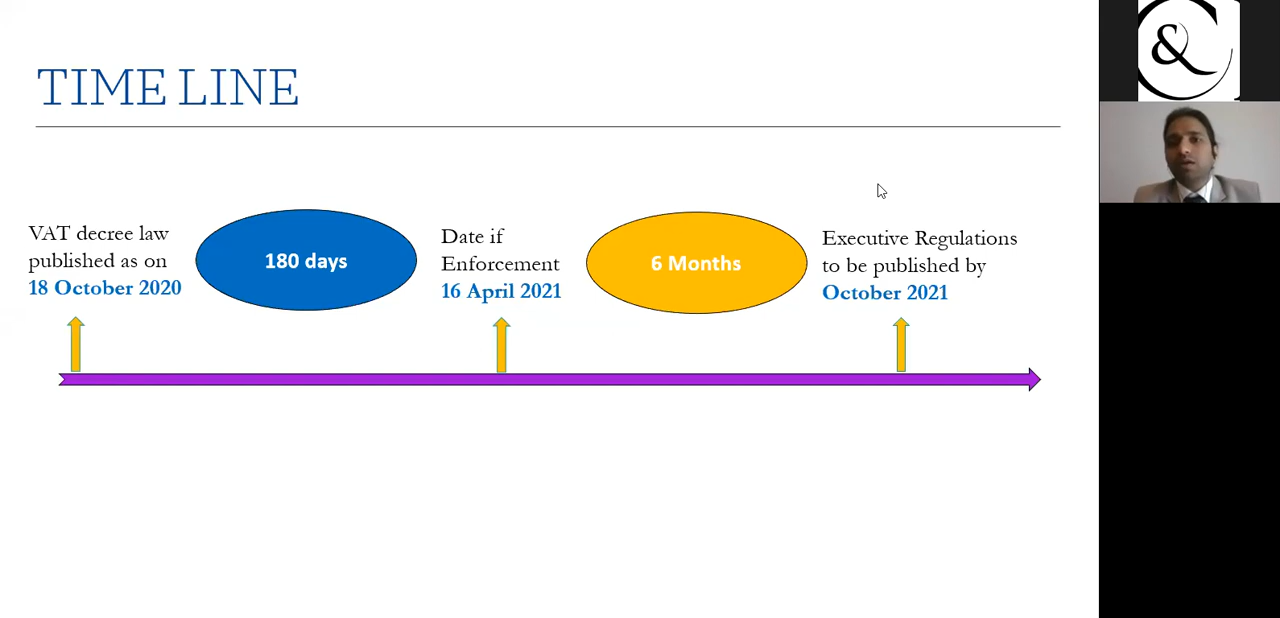 TIME LINE
VAT decree law
published as on
18 October 2020
180 days
Date if
Enforcement
16 April 2021
6 Months
Executive Regulations
to be published by
October 2021
&